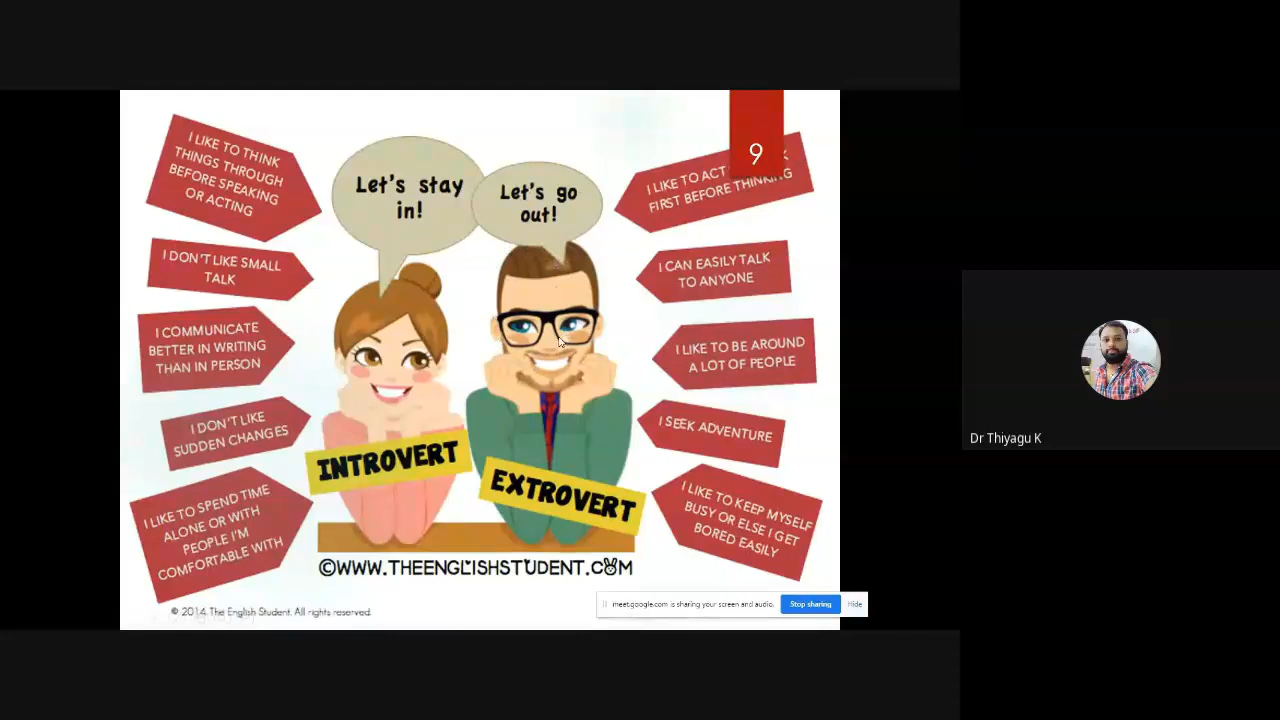 I LIKE TO THINK
THINGS THROUGH
BEFORE SPEAKING
OR ACTING
I DON'T LIKE SMALL
TALK
I COMMUNICATE
BETTER IN WRITING
THAN IN PERSON
I DON'T LIKE
SUDDEN CHANGES
I LIKE TO SPEND TIME
ALONE OR WITH
PEOPLE I'M
COMFORTABLE WITH
Let's stay
in!
Let's go
out!
INTROVERT
EXTROVERT
9
I LIKE TO ACT
FIRST BEFORE THINKING
I CAN EASILY TALK
TO ANYONE
I LIKE TO BE AROUND
A LOT OF PEOPLE
I SEEK ADVENTURE
I LIKE TO KEEP MYSELF
BUSY OR ELSE I GET
BORED EASILY
©WWW.THEENGLISHSTUDENT.COM
© 2014 The English Student. All rights reserved.
meet.google.com is sharing your screen and audio.
Stop sharing
Hide
Dr Thiyagu K